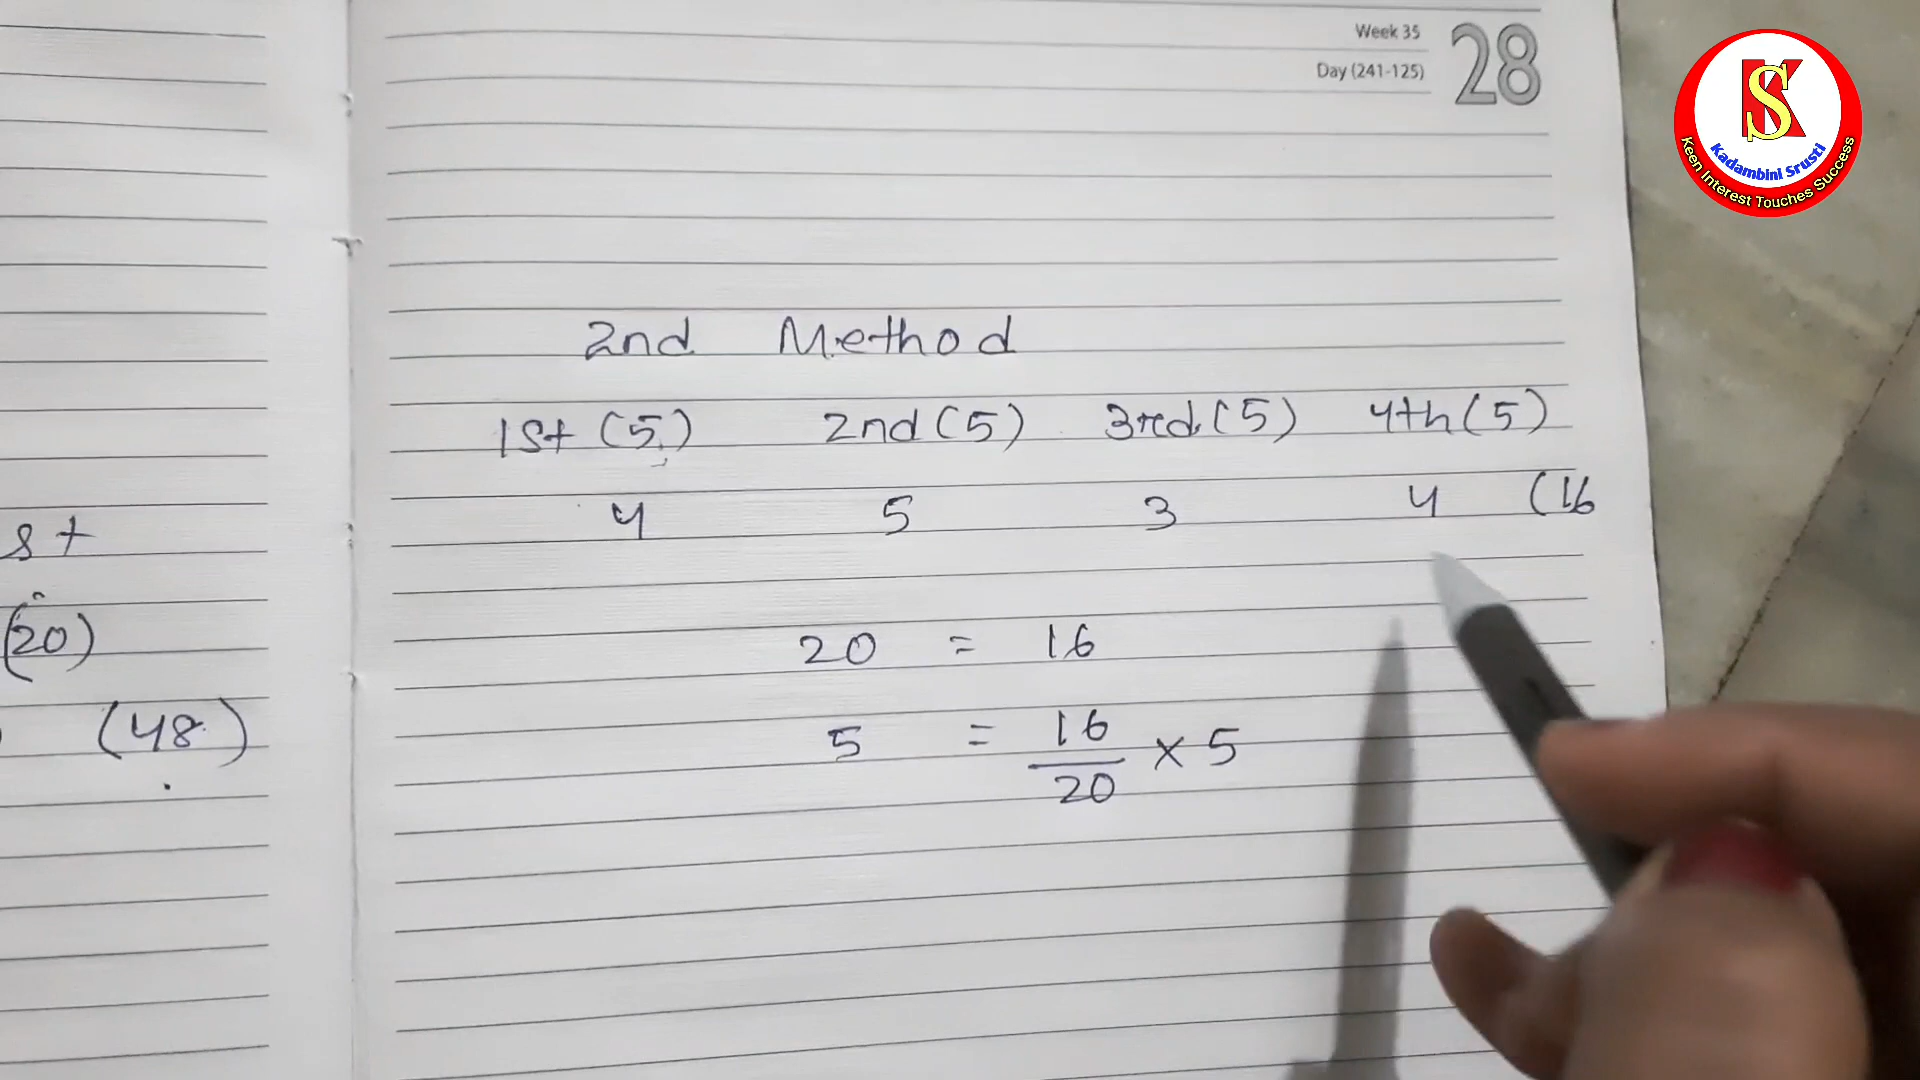 Week 35
Day (241-125)
28
KS
Kadambini Srusti
Keen Interest Touches Success
2nd Method
1st (5) 2nd (5) 3rd (5) 4th (5)
4 5 3 4 (16
20 = 16
5 = 16/20 × 5
st
(20)
(48)